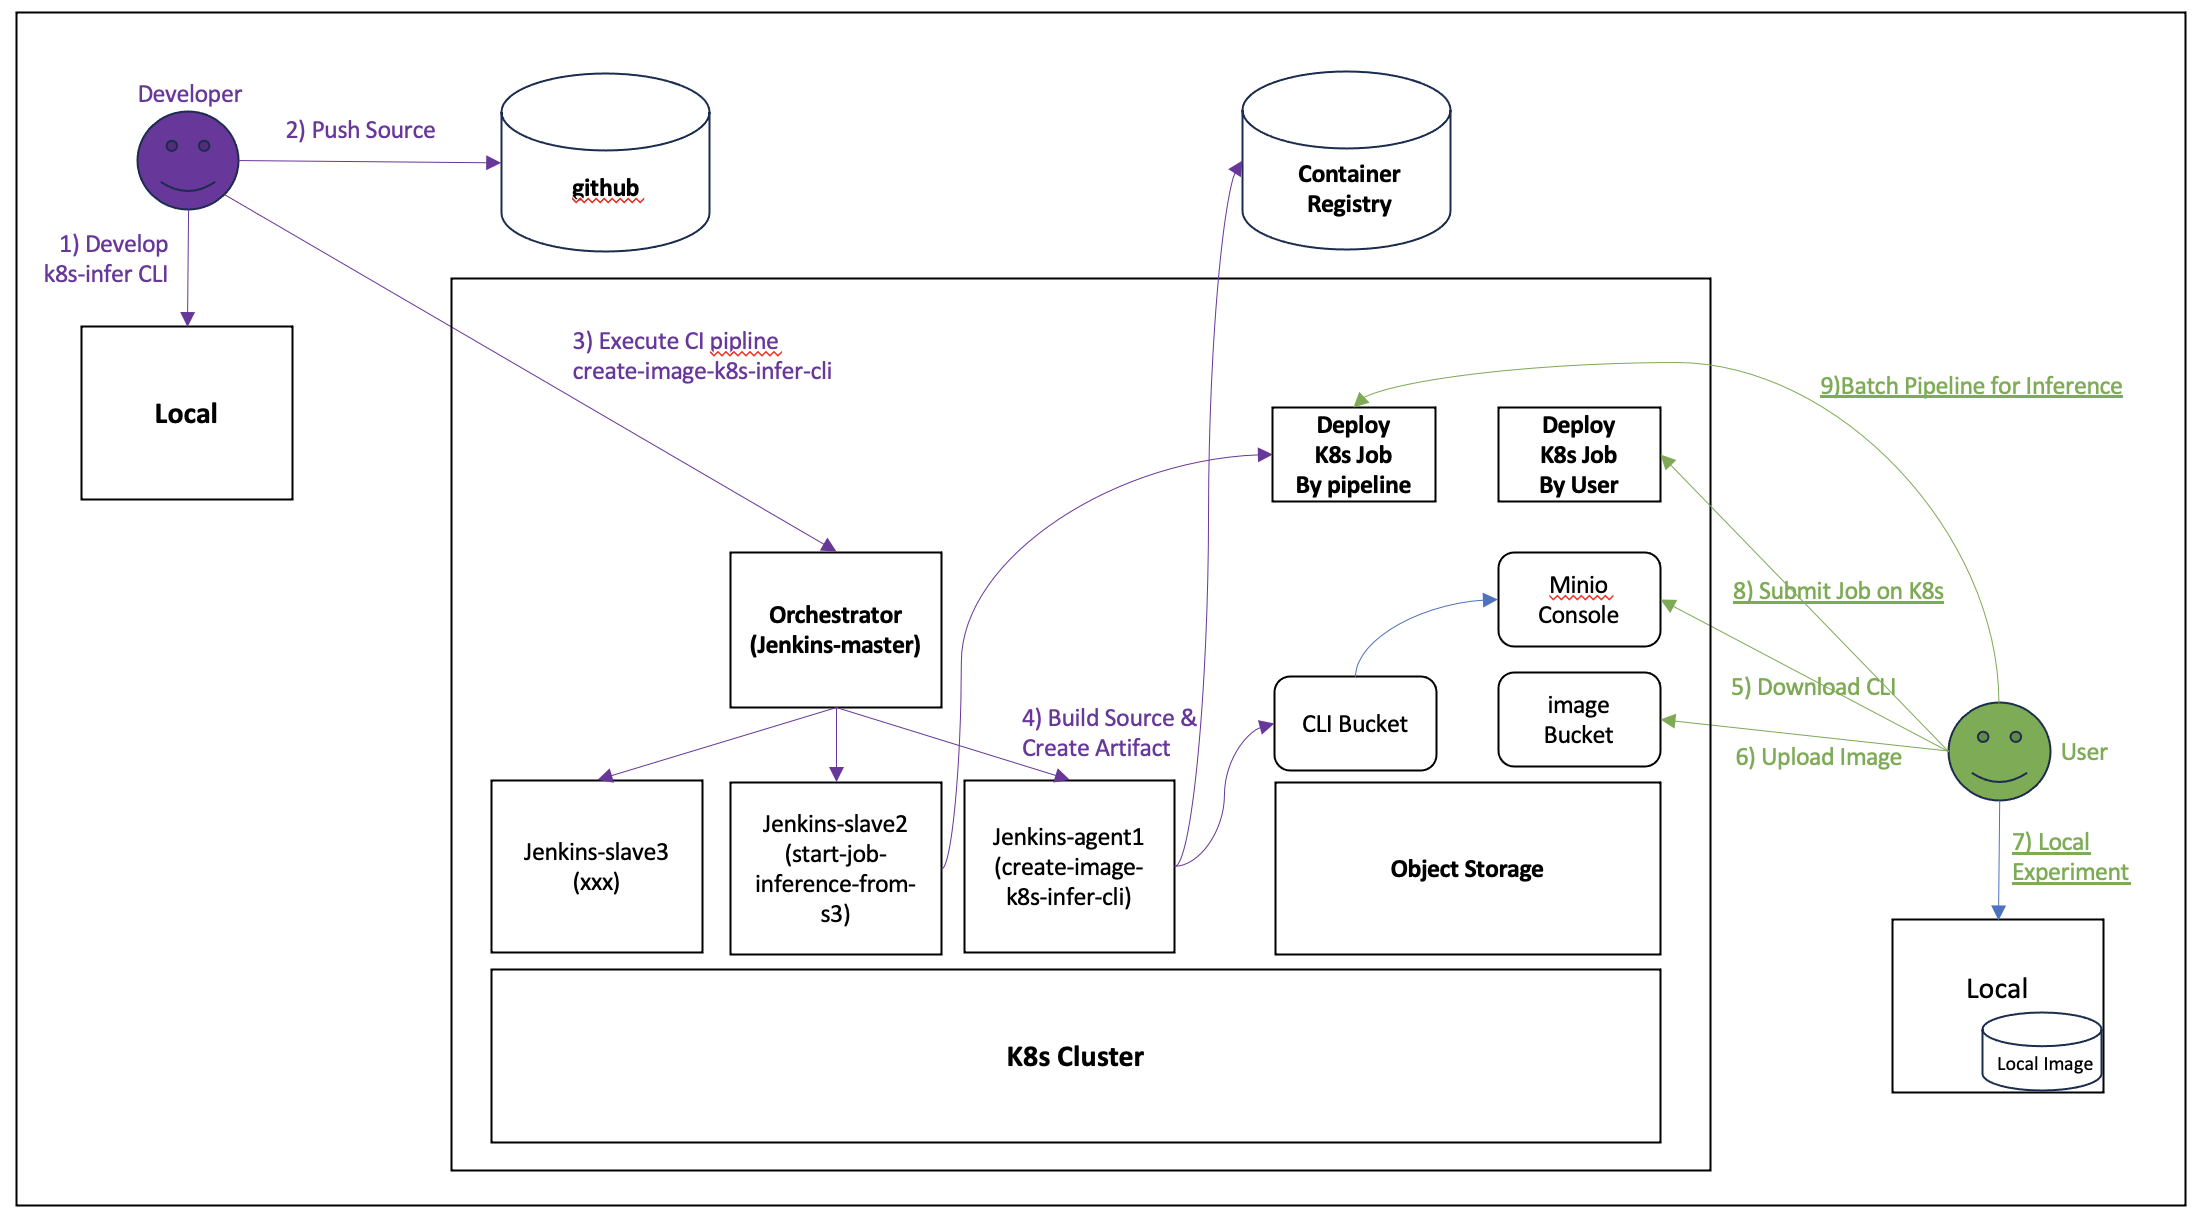 Developer
2) Push Source
github
Container
Registry
1) Develop
k8s-infer CLI
Local
3) Execute CI pipline
create-image-k8s-infer-cli
Deploy
K8s Job
By pipeline
Deploy
K8s Job
By User
9)Batch Pipeline for Inference
Orchestrator
(Jenkins-master)
Minio
Console
8) Submit Job on K8s
4) Build Source &
Create Artifact
CLI Bucket
image
Bucket
5) Download CLI
6) Upload Image
User
Jenkins-slave3
(xxx)
Jenkins-slave2
(start-job-
inference-from-
s3)
Jenkins-agent1
(create-image-
k8s-infer-cli)
Object Storage
7) Local
Experiment
K8s Cluster
Local
Local Image